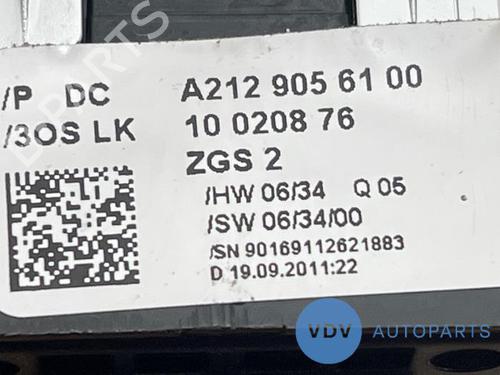 /P DC A212 905 61 00
/3OS LK 10 0208 76
ZGS 2
/HW 06/34 Q 05
/SW 06/34/00
/SN 90169112621883
D 19.09.2011:22
VDV AUTOPARTS